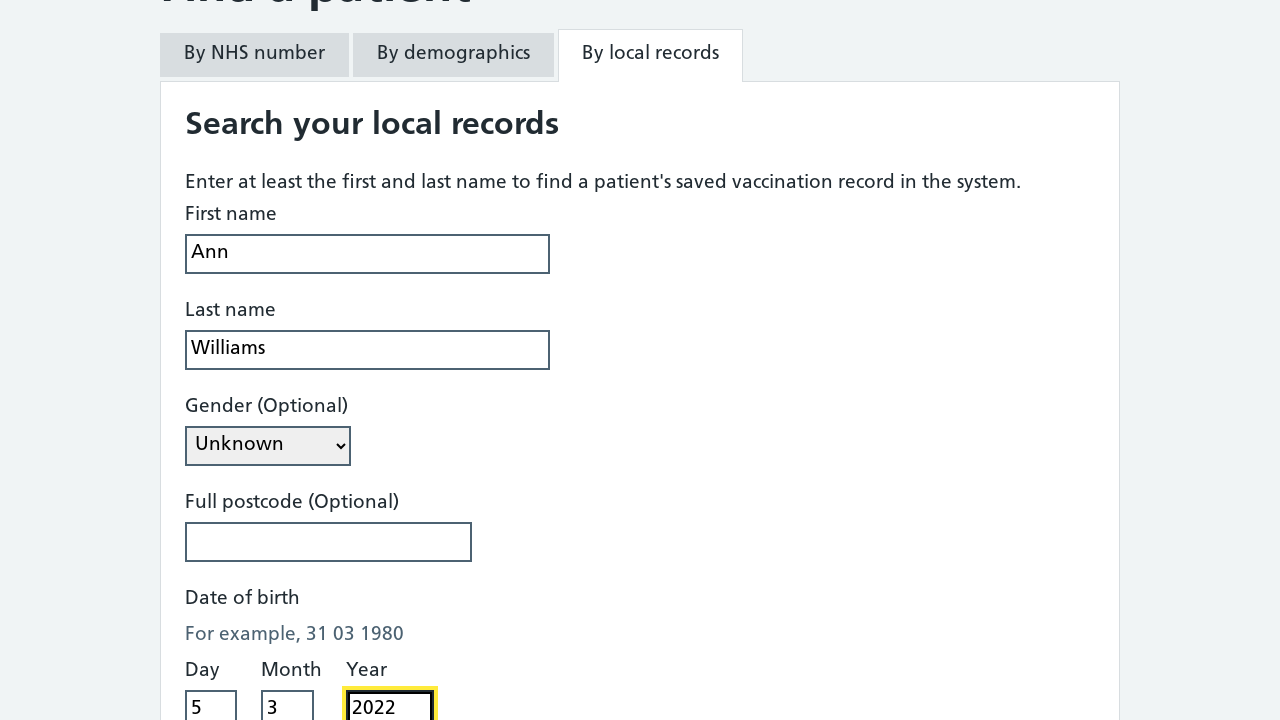 Find a patient
By NHS number
By demographics
By local records
Search your local records
Enter at least the first and last name to find a patient's saved vaccination record in the system.
First name
Ann
Last name
Williams
Gender (Optional)
Unknown
Full postcode (Optional)
Date of birth
For example, 31 03 1980
Day Month Year
5 3 2022